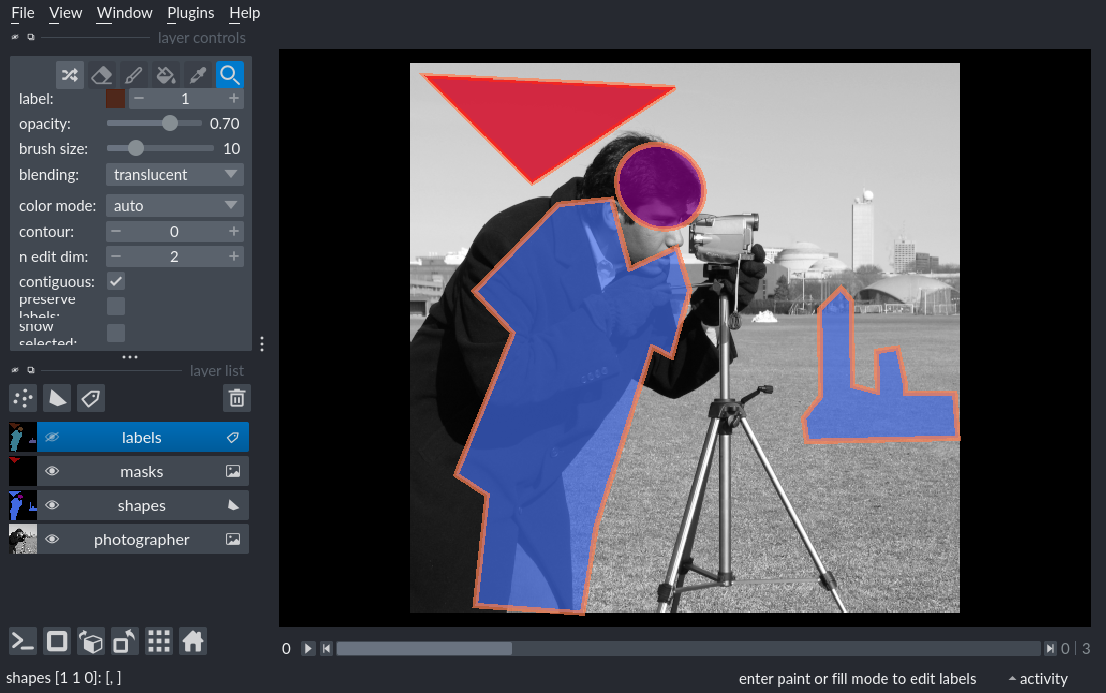 File View Window Plugins Help
layer controls
label: 1
opacity: 0.70
brush size: 10
blending: translucent
color mode: auto
contour: 0
n edit dim: 2
contiguous:
preserve labels:
show selected:
layer list
labels
masks
shapes
photographer
0 0 | 3
shapes [1 1 0]: [, ] enter paint or fill mode to edit labels activity